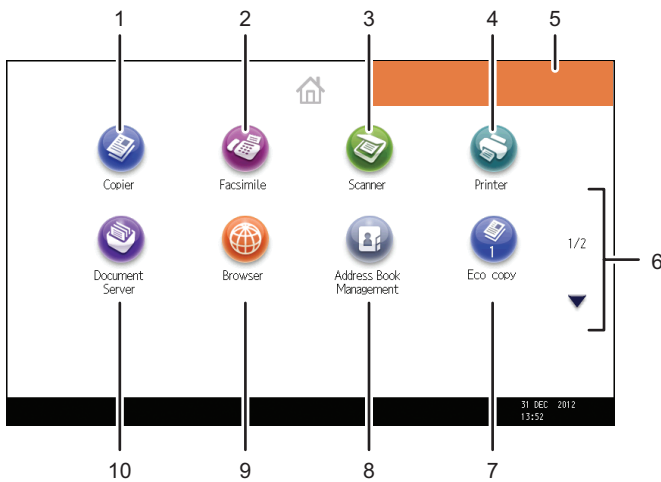 1 2 3 4 5
Copier Facsimile Scanner Printer
1
1/2
6
Document Server Browser Address Book Management Eco copy
31 DEC 2012
13:52
10 9 8 7